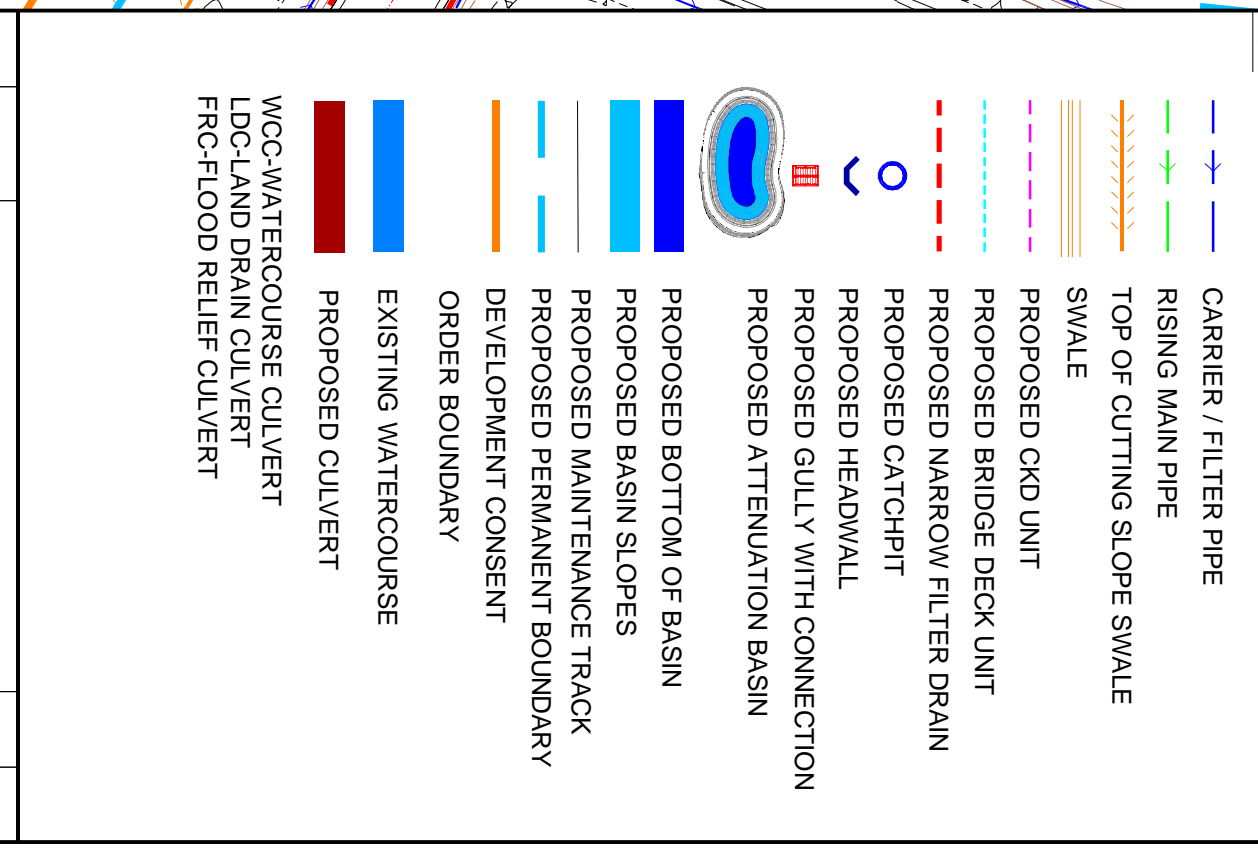 CARRIER / FILTER PIPE
RISING MAIN PIPE
TOP OF CUTTING SLOPE SWALE
SWALE
PROPOSED CKD UNIT
PROPOSED BRIDGE DECK UNIT
PROPOSED NARROW FILTER DRAIN
PROPOSED CATCHPIT
PROPOSED HEADWALL
PROPOSED GULLY WITH CONNECTION
PROPOSED ATTENUATION BASIN
PROPOSED BOTTOM OF BASIN
PROPOSED BASIN SLOPES
PROPOSED MAINTENANCE TRACK
PROPOSED PERMANENT BOUNDARY
DEVELOPMENT CONSENT
ORDER BOUNDARY
EXISTING WATERCOURSE
PROPOSED CULVERT
WCC-WATERCOURSE CULVERT
LDC-LAND DRAIN CULVERT
FRC-FLOOD RELIEF CULVERT